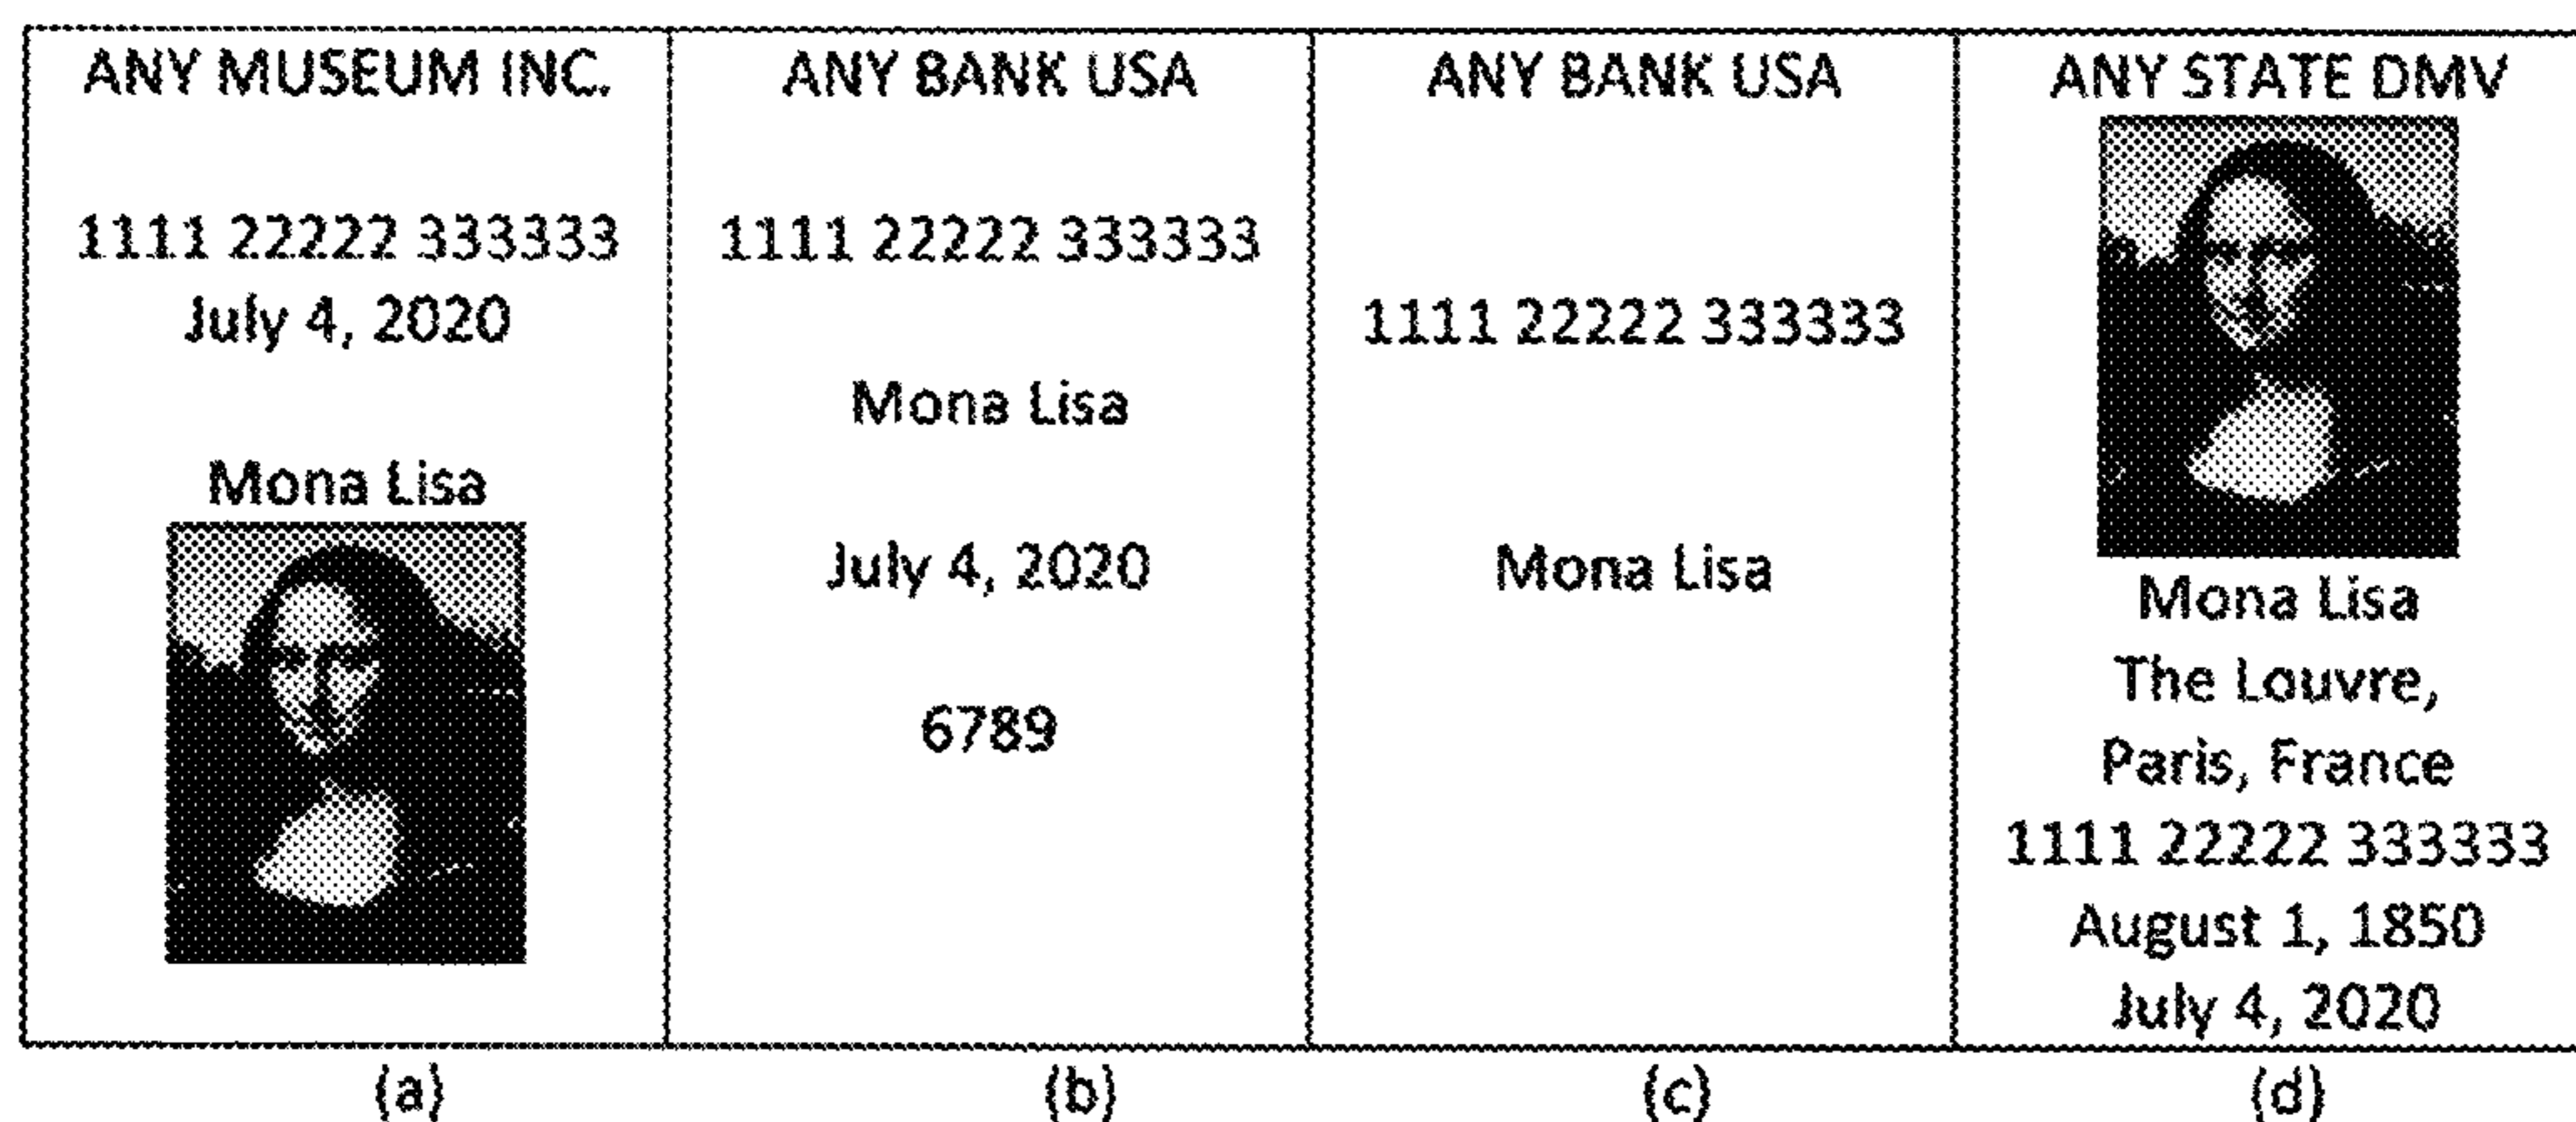 ANY MUSEUM INC.
1111 22222 333333
July 4, 2020
Mona Lisa
(a)
ANY BANK USA
1111 22222 333333
Mona Lisa
July 4, 2020
6789
(b)
ANY BANK USA
1111 22222 333333
Mona Lisa
(c)
ANY STATE DMV
Mona Lisa
The Louvre,
Paris, France
1111 22222 333333
August 1, 1850
July 4, 2020
(d)